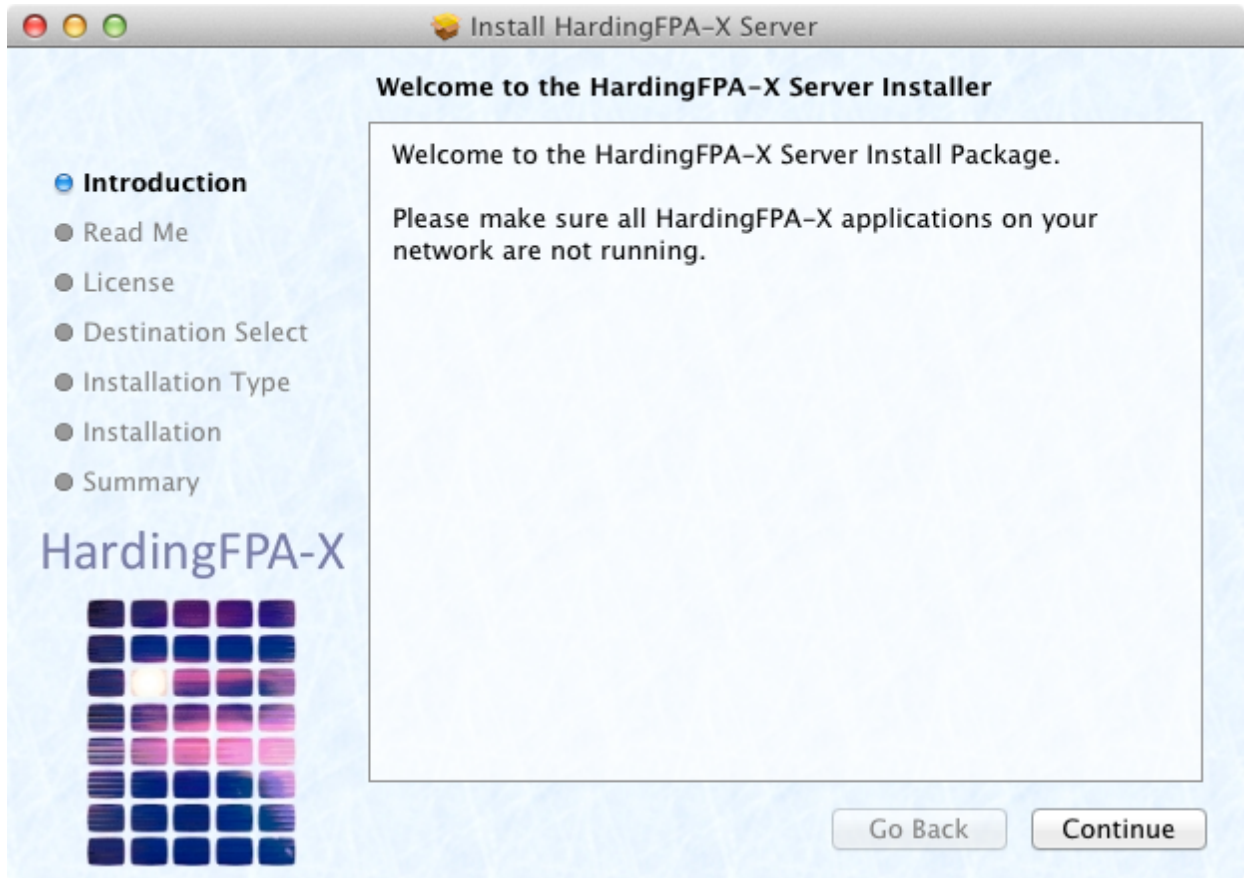 Install HardingFPA-X Server
Welcome to the HardingFPA-X Server Installer
Introduction
Read Me
License
Destination Select
Installation Type
Installation
Summary
HardingFPA-X
Welcome to the HardingFPA-X Server Install Package.
Please make sure all HardingFPA-X applications on your
network are not running.
Go Back
Continue